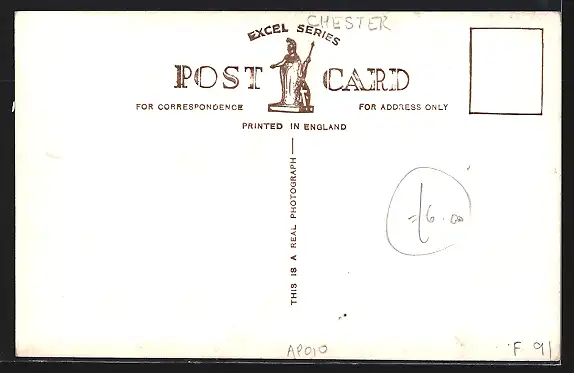 CHESTER
EXCEL SERIES
POST CARD
FOR CORRESPONDENCE
FOR ADDRESS ONLY
PRINTED IN ENGLAND
THIS IS A REAL PHOTOGRAPH
6.00
APO10
F 91